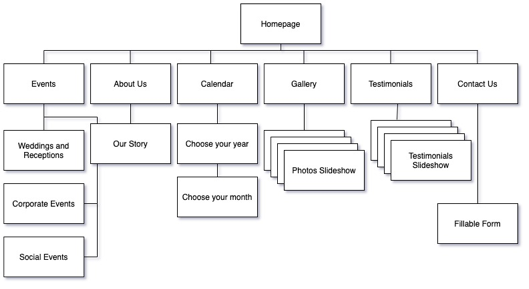 Homepage
Events
About Us
Calendar
Gallery
Testimonials
Contact Us
Weddings and
Receptions
Our Story
Choose your year
Photos Slideshow
Testimonials
Slideshow
Corporate Events
Choose your month
Fillable Form
Social Events